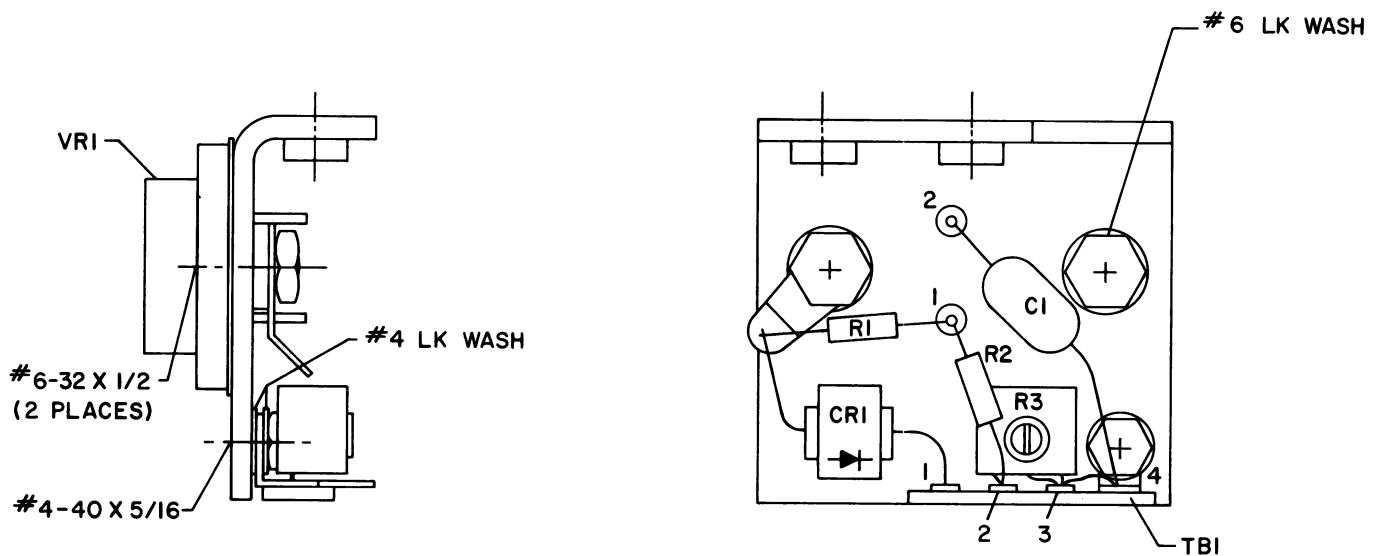 #6 LK WASH
VR1
2
1
C1
R1
#4 LK WASH
R2
#6-32 X 1/2
(2 PLACES)
R3
CR1
1
4
#4-40 X 5/16
2
3
TB1